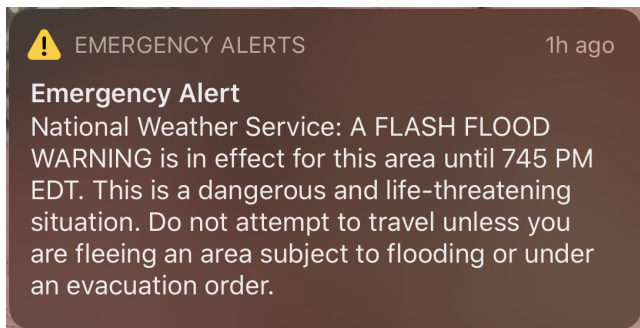 EMERGENCY ALERTS 1h ago
Emergency Alert
National Weather Service: A FLASH FLOOD
WARNING is in effect for this area until 745 PM
EDT. This is a dangerous and life-threatening
situation. Do not attempt to travel unless you
are fleeing an area subject to flooding or under
an evacuation order.